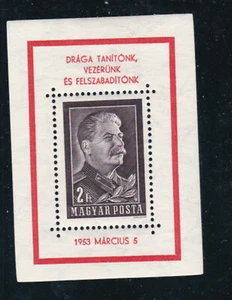 DRÁGA TANÍTÓNK,
VEZÉRÜNK
ÉS FELSZABADÍTÓNK
2 Ft
MAGYAR POSTA
1953 MÁRCIUS 5